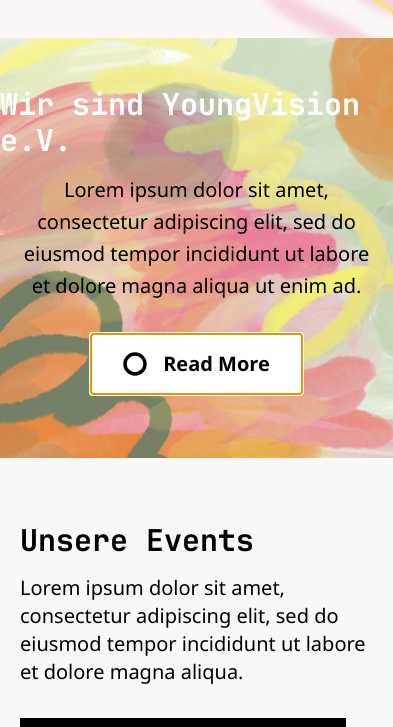 Wir sind YoungVision
e.V.
Lorem ipsum dolor sit amet,
consectetur adipiscing elit, sed do
eiusmod tempor incididunt ut labore
et dolore magna aliqua ut enim ad.
Read More
Unsere Events
Lorem ipsum dolor sit amet,
consectetur adipiscing elit, sed do
eiusmod tempor incididunt ut labore
et dolore magna aliqua.